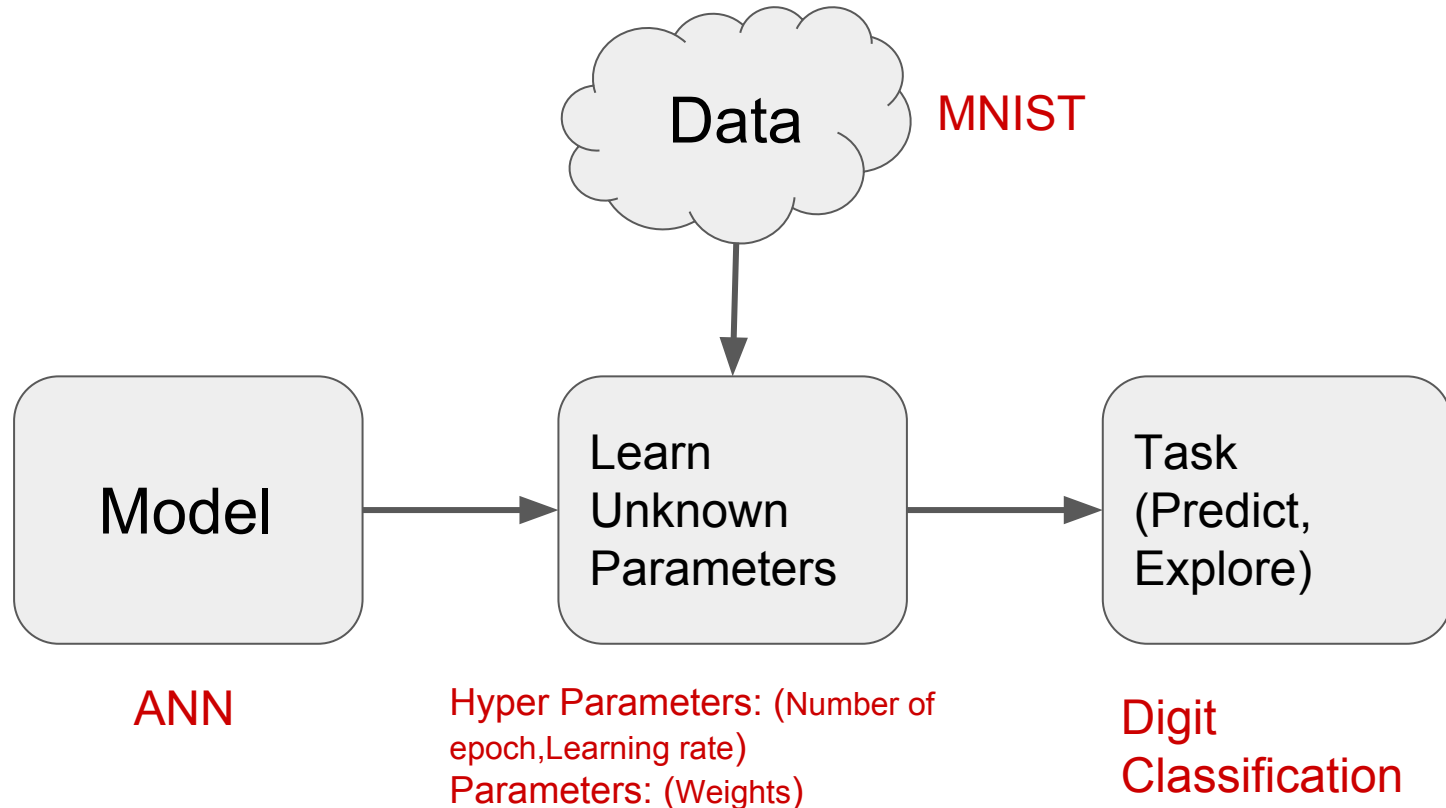 Data
MNIST
Model
Learn
Unknown
Parameters
Task
(Predict,
Explore)
ANN
Hyper Parameters: (Number of
epoch,Learning rate)
Parameters: (Weights)
Digit
Classification